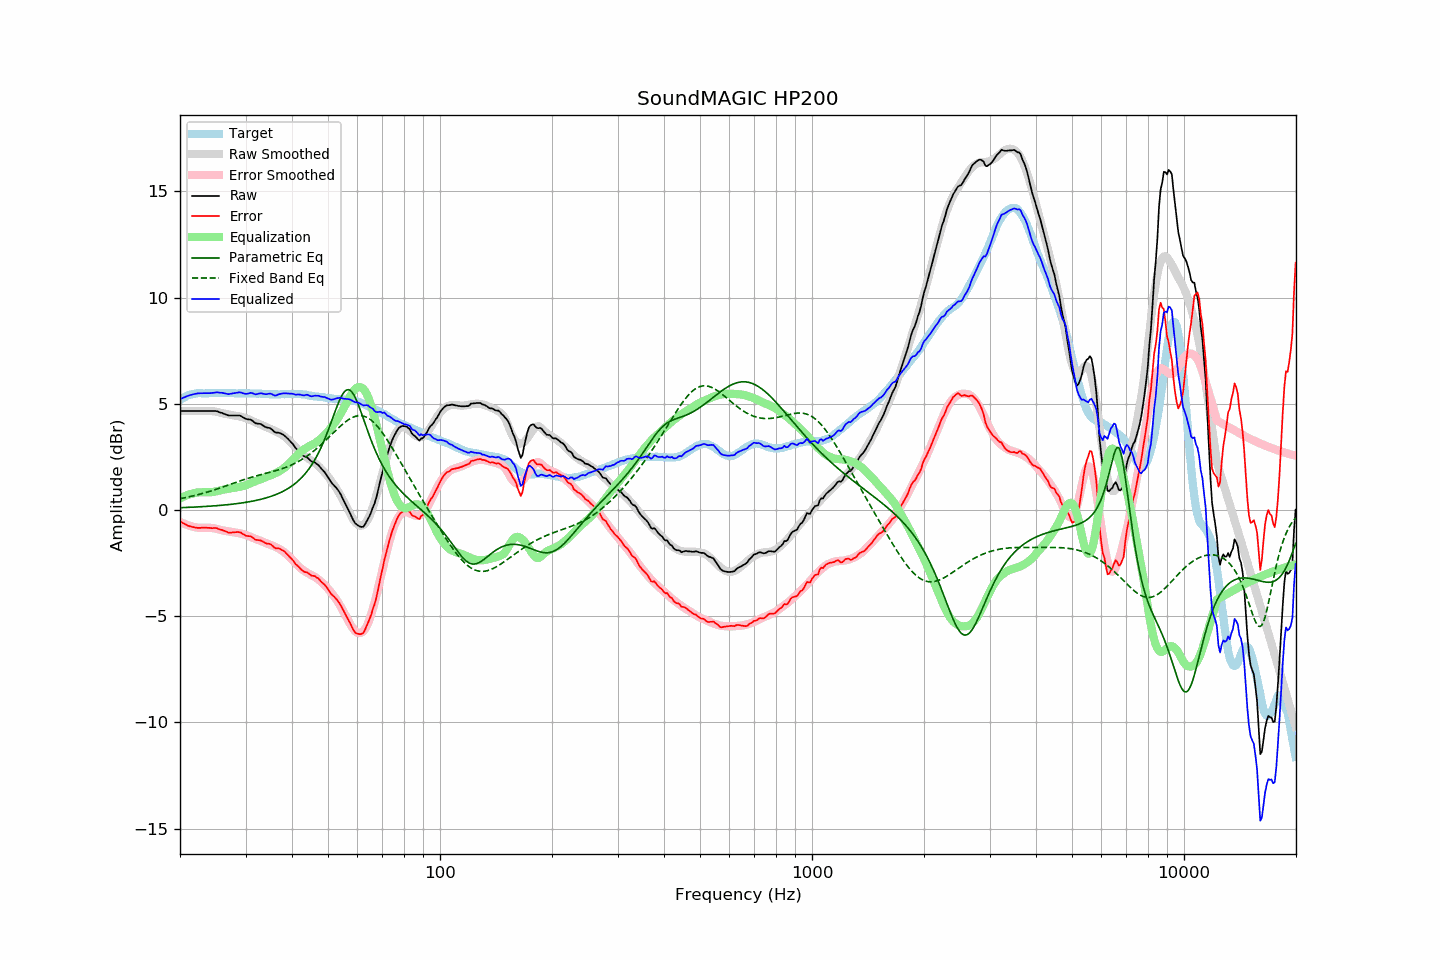 SoundMAGIC HP200
Target
Raw Smoothed
Error Smoothed
Raw
Error
Equalization
Parametric Eq
Fixed Band Eq
Equalized
Amplitude (dBr)
15
10
5
0
−5
−10
−15
100
1000
10000
Frequency (Hz)